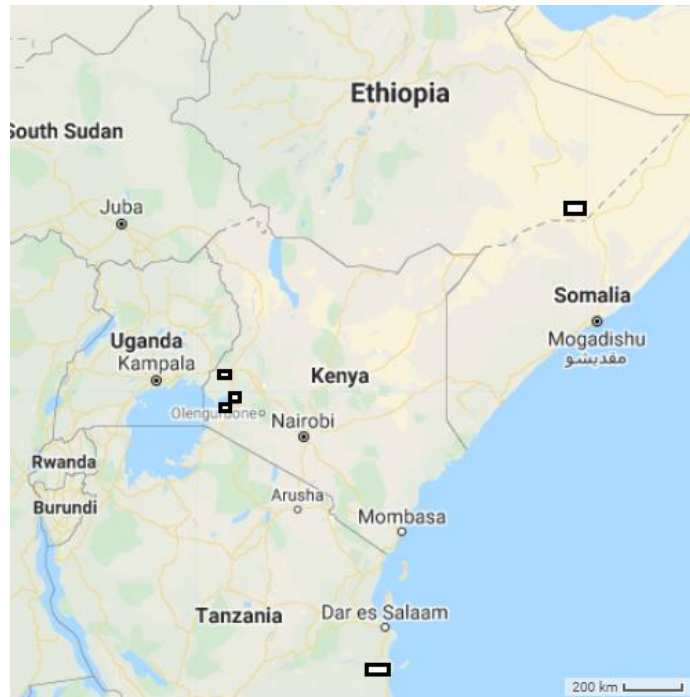 Ethiopia
South Sudan
Juba
Somalia
Mogadishu
مقديشو
Uganda
Kampala
Kenya
Olenguruone
Nairobi
Rwanda
Burundi
Arusha
Mombasa
Tanzania
Dar es Salaam
200 km